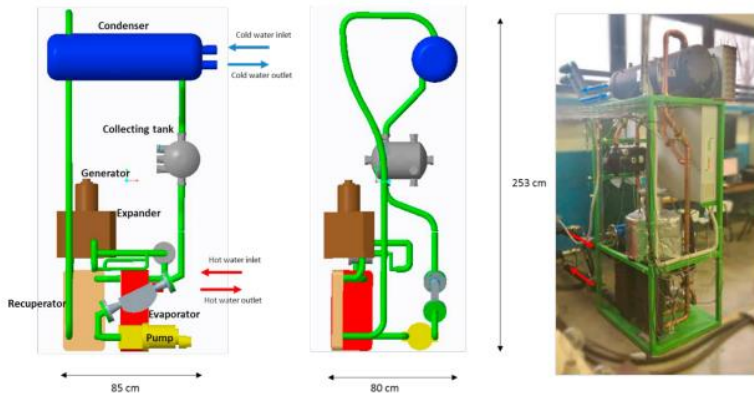 Condenser
Cold water inlet
Cold water outlet
Collecting tank
Generator
Expander
Hot water inlet
Hot water outlet
Recuperator
Evaporator
Pump
85 cm
80 cm
253 cm